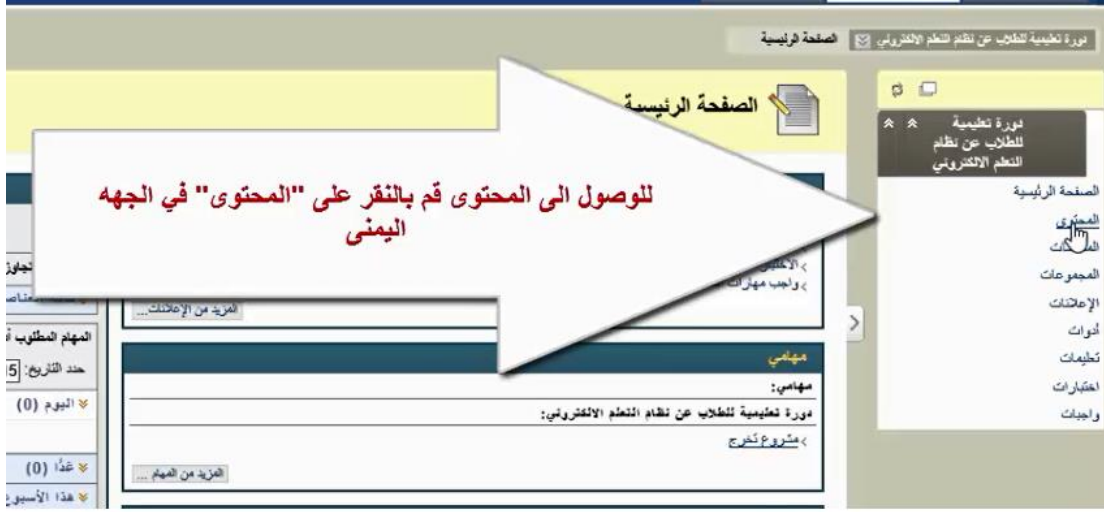 دورة تعليمية للطلاب عن نظام التعلم الالكتروني
الصفحة الرئيسية
دورة تعليمية
للطلاب عن نظام
التعلم الالكتروني
الصفحة الرئيسية
المحتوى
المجموعات
الإعلانات
أدوات
تعليمات
اختبارات
واجبات
الصفحة الرئيسية
للوصول الى المحتوى قم بالنقر على "المحتوى" في الجهه
اليمنى
واجب مهارات
المزيد من الإعلانات...
مهامي
مهامي:
دورة تعليمية للطلاب عن نظام التعلم الالكتروني:
مشروع تخرج
المزيد من المهام ...
المهام المطلوب
حدد التاريخ:
اليوم (0)
غدًا (0)
هذا الأسبوع